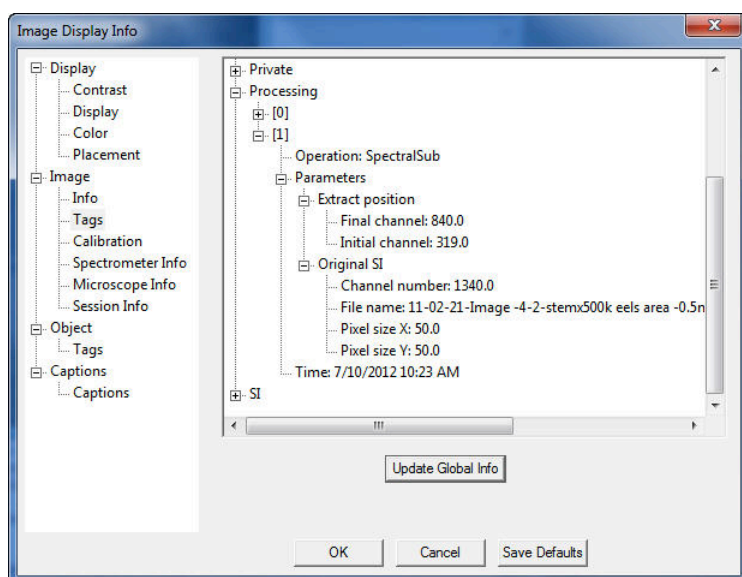 Image Display Info
Display
Contrast
Display
Color
Placement
Image
Info
Tags
Calibration
Spectrometer Info
Microscope Info
Session Info
Object
Tags
Captions
Captions
Private
Processing
[0]
[1]
Operation: SpectralSub
Parameters
Extract position
Final channel: 840.0
Initial channel: 319.0
Original SI
Channel number: 1340.0
File name: 11-02-21-Image -4-2-stemx500k eels area -0.5n
Pixel size X: 50.0
Pixel size Y: 50.0
Time: 7/10/2012 10:23 AM
SI
Update Global Info
OK Cancel Save Defaults